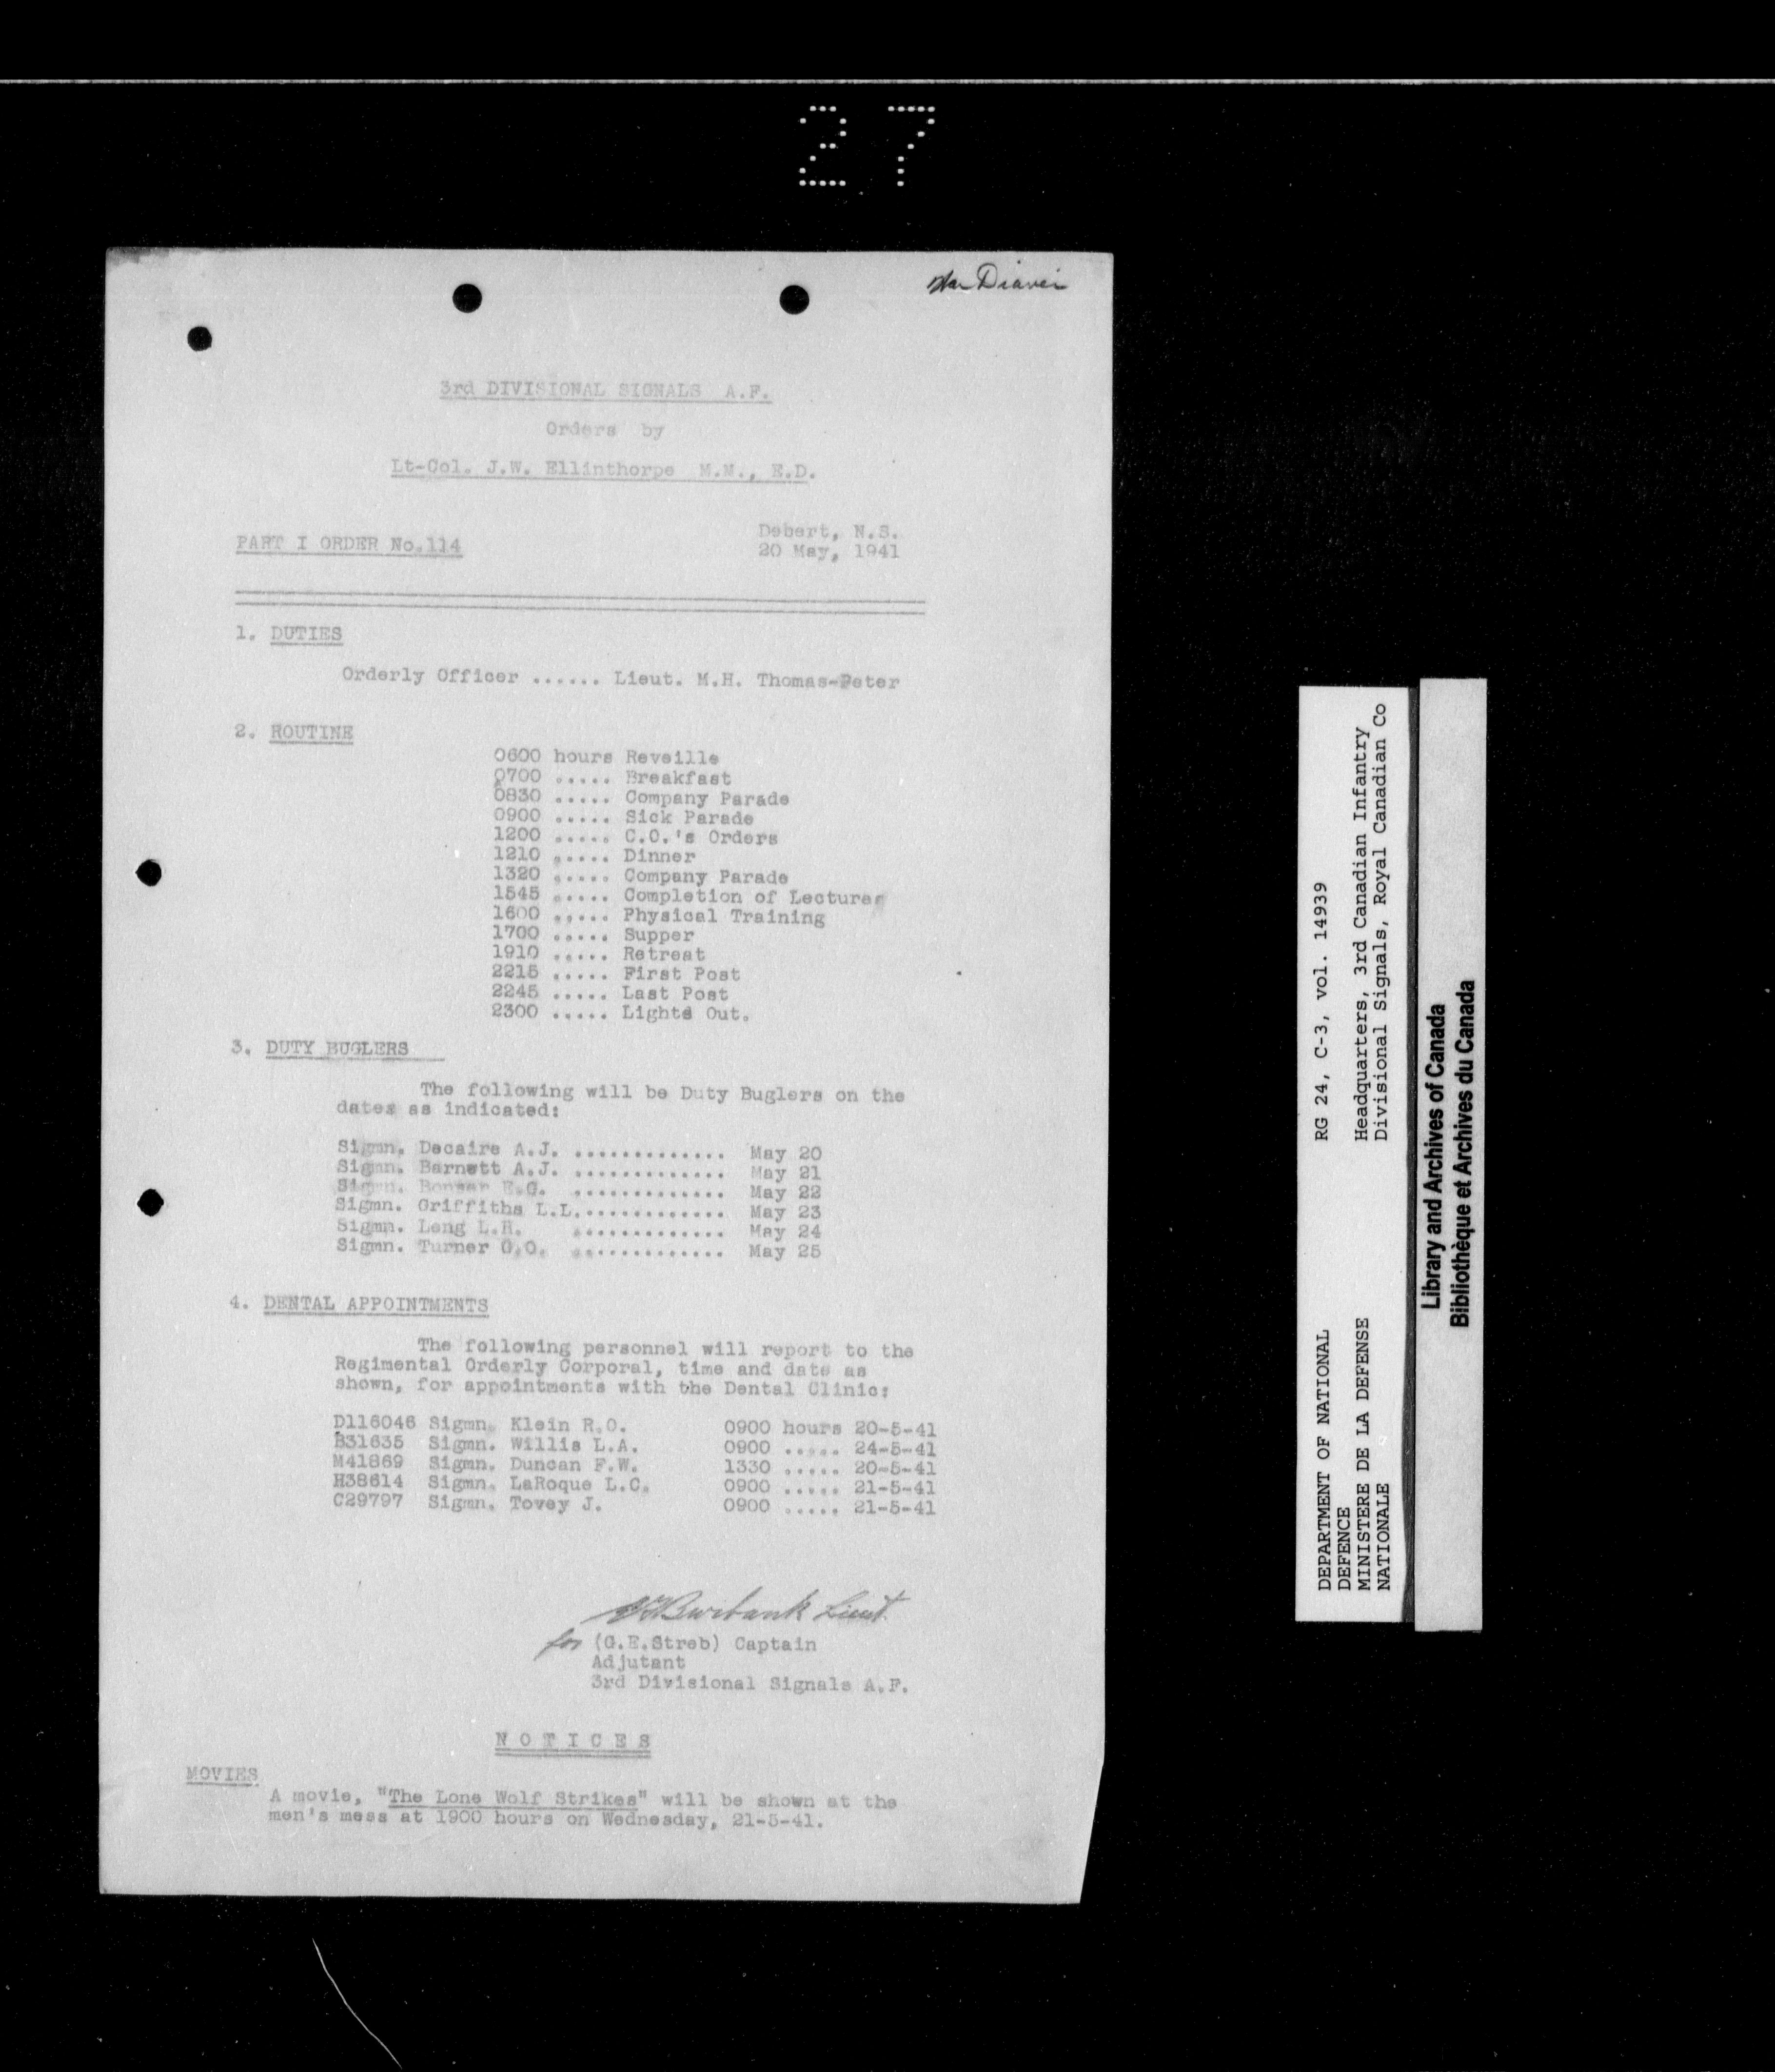 27
3rd DIVISIONAL SIGNALS A.F.
Orders by
Lt-Col. J.W. Ellinthorpe M.M., E.D.
PART I ORDER No.114
Debert, N.S.
20 May, 1941
1. DUTIES
Orderly Officer ...... Lieut. M.H. Thomas-Peter
2. ROUTINE
0600 hours Reveille
0700 ..... Breakfast
0830 ..... Company Parade
0900 ..... Sick Parade
1200 ..... C.O.'s Orders
1210 ..... Dinner
1320 ..... Company Parade
1545 ..... Completion of Lectures
1600 ..... Physical Training
1700 ..... Supper
1910 ..... Retreat
2215 ..... First Post
2245 ..... Last Post
2300 ..... Lights Out.
3. DUTY BUGLERS
The following will be Duty Buglers on the
dates as indicated:
Sigmn. Decaire A.J. ............. May 20
Sigmn. Barnett A.J. ............. May 21
Sigmn. E.G. ............. May 22
Sigmn. Griffiths L.L............. May 23
Sigmn. Leng L.R. ............. May 24
Sigmn. Turner O.O. ............. May 25
4. DENTAL APPOINTMENTS
The following personnel will report to the
Regimental Orderly Corporal, time and date as
shown, for appointments with the Dental Clinic:
D116046 Sigmn. Klein R.O. 0900 hours 20-5-41
B31635 Sigmn. Willis L.A. 0900 ..... 24-5-41
M41869 Sigmn. Duncan F.W. 1330 ..... 20-5-41
H38614 Sigmn. LaRoque L.C. 0900 ..... 21-5-41
C29797 Sigmn. Tovey J. 0900 ..... 21-5-41
Burbank Lieut
for (G.E.Streb) Captain
Adjutant
3rd Divisional Signals A.F.
N O T I C E S
MOVIES
A movie, "The Lone Wolf Strikes" will be shown at the
men's mess at 1900 hours on Wednesday, 21-5-41.
DEPARTMENT OF NATIONAL
DEFENCE
MINISTERE DE LA DEFENSE
NATIONALE
RG 24, C-3, vol. 14939
Headquarters, 3rd Canadian Infantry
Divisional Signals, Royal Canadian Co
Library and Archives of Canada
Bibliothèque et Archives du Canada